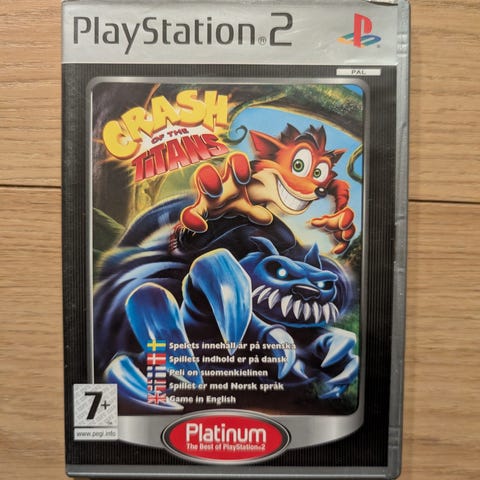 PlayStation®2
PAL
CRASH
OF THE
TITANS
Spelets innehåll är på svenska
Spillets indhold er på dansk
Peli on suomenkielinen
Spillet er med Norsk språk
Game in English
7+
www.pegi.info
Platinum
The Best of PlayStation®2